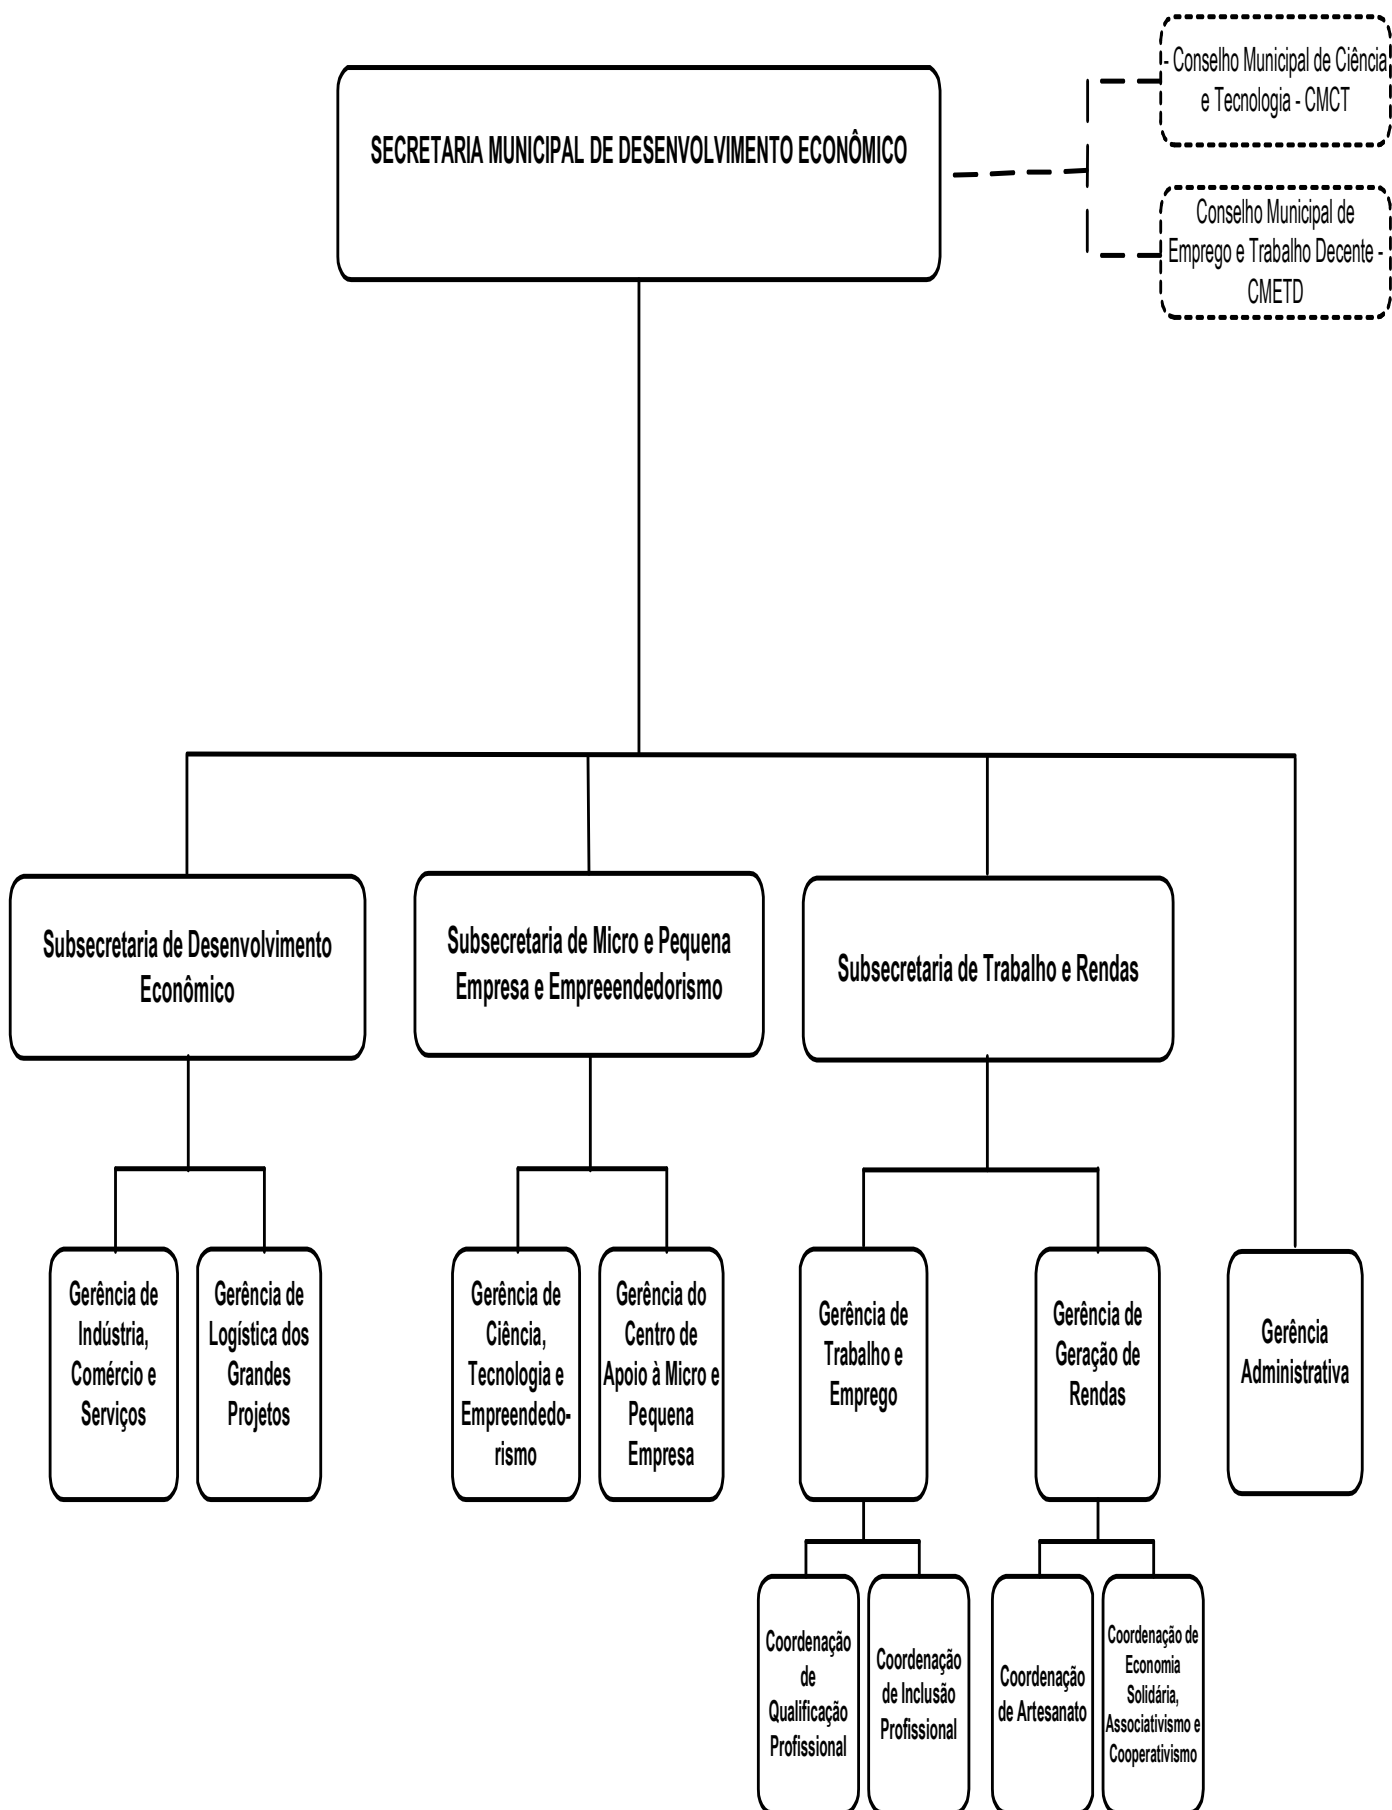 - Conselho Municipal de Ciência
e Tecnologia - CMCT
SECRETARIA MUNICIPAL DE DESENVOLVIMENTO ECONÔMICO
Conselho Municipal de
Emprego e Trabalho Decente -
CMETD
Subsecretaria de Desenvolvimento
Econômico
Subsecretaria de Micro e Pequena
Empresa e Empreeendedorismo
Subsecretaria de Trabalho e Rendas
Gerência de
Indústria,
Comércio e
Serviços
Gerência de
Logística dos
Grandes
Projetos
Gerência de
Ciência,
Tecnologia e
Empreendedo-
rismo
Gerência do
Centro de
Apoio à Micro e
Pequena
Empresa
Gerência de
Trabalho e
Emprego
Gerência de
Geração de
Rendas
Gerência
Administrativa
Coordenação
de
Qualificação
Profissional
Coordenação
de Inclusão
Profissional
Coordenação
de Artesanato
Coordenação de
Economia
Solidária,
Associativismo e
Cooperativismo